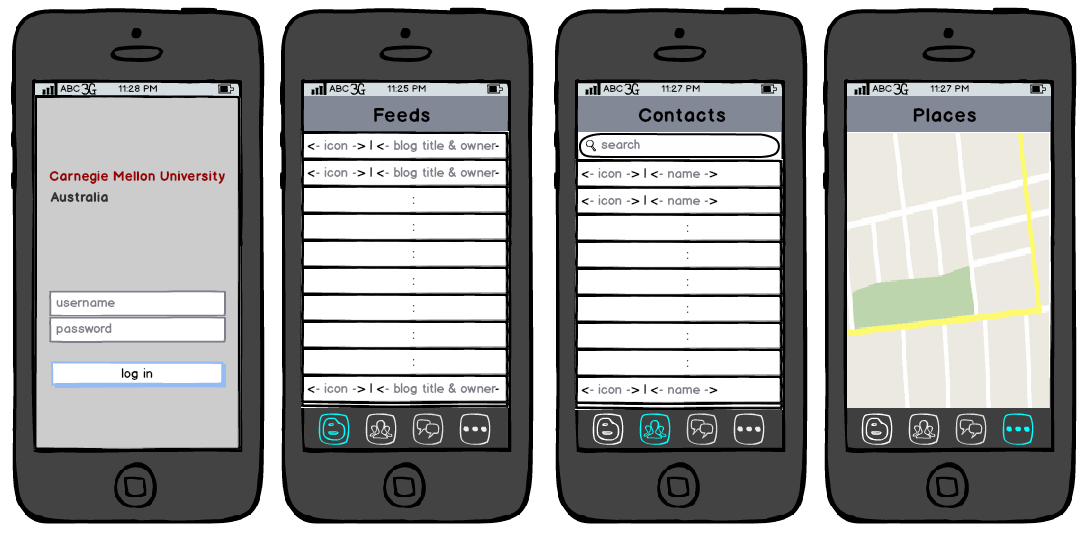 ABC 3G 11:28 PM
Carnegie Mellon University
Australia
username
password
log in
ABC 3G 11:25 PM
Feeds
<- icon -> | <- blog title & owner-
<- icon -> | <- blog title & owner-
:
:
:
:
:
:
:
<- icon -> | <- blog title & owner-
ABC 3G 11:27 PM
Contacts
search
<- icon -> | <- name ->
<- icon -> | <- name ->
:
:
:
:
:
:
<- icon -> | <- name ->
ABC 3G 11:27 PM
Places